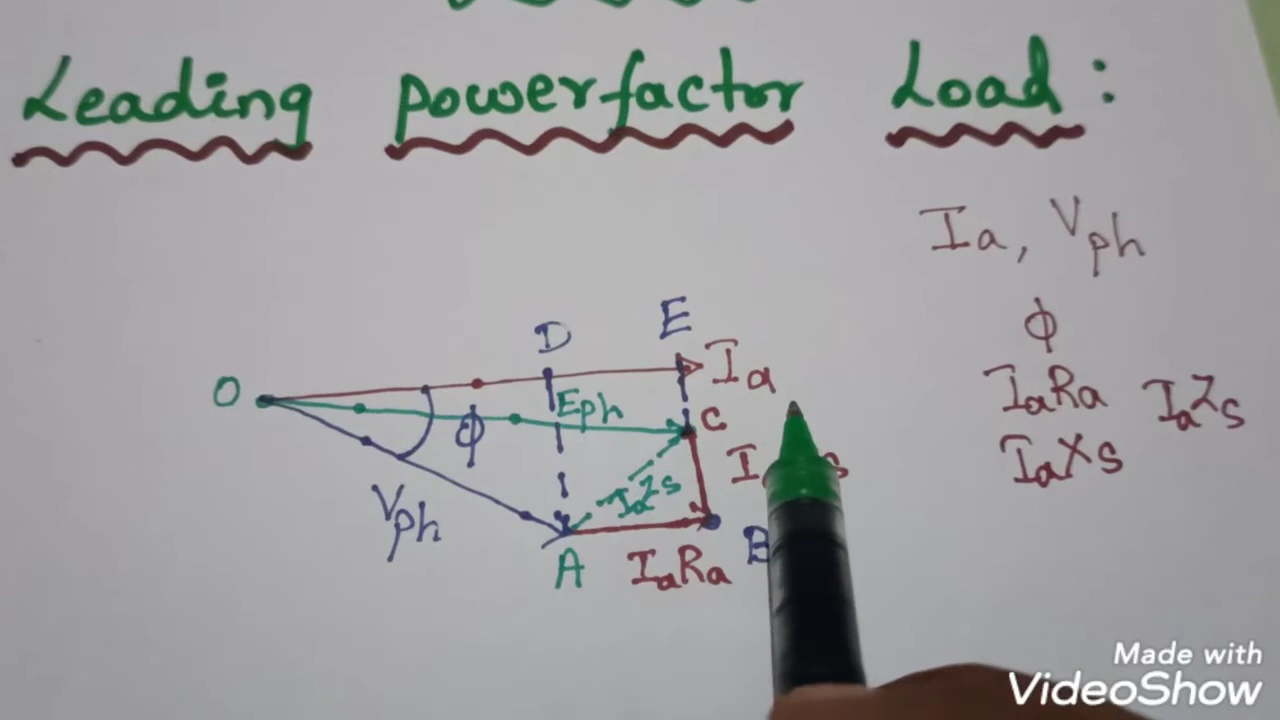 Leading powerfactor Load :
Ia, Vph
ϕ
IaRa IaZs
IaXs
D E
O Ia
Eph C
ϕ
IaZs
Vph
A IaRa B
Made with
VideoShow